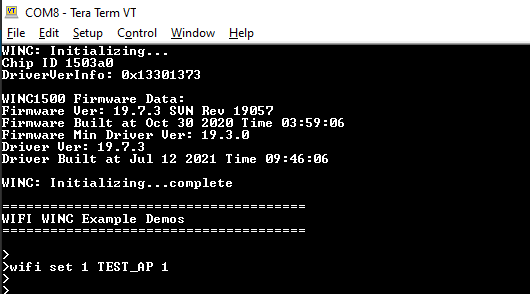 COM8 - Tera Term VT
File Edit Setup Control Window Help
WINC: Initializing...
Chip ID 1503a0
DriverVerInfo: 0x13301373
WINC1500 Firmware Data:
Firmware Ver: 19.7.3 SVN Rev 19057
Firmware Built at Oct 30 2020 Time 03:59:06
Firmware Min Driver Ver: 19.3.0
Driver Ver: 19.7.3
Driver Built at Jul 12 2021 Time 09:46:06
WINC: Initializing...complete
=====================================
WIFI WINC Example Demos
=====================================
>
>wifi set 1 TEST_AP 1
>
>